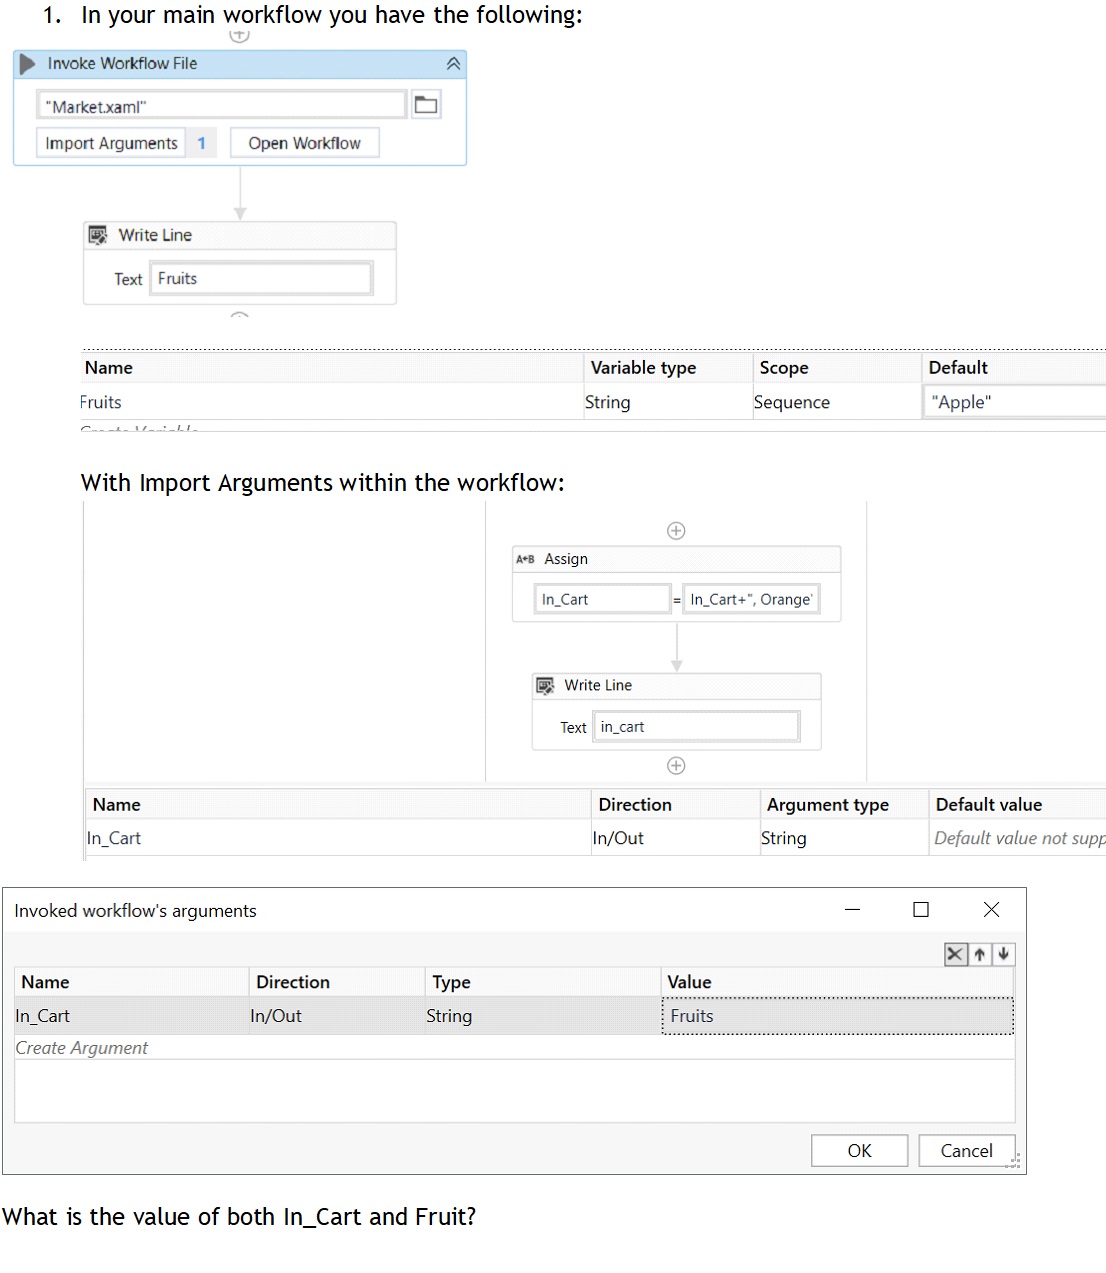 1. In your main workflow you have the following:
Invoke Workflow File
"Market.xaml"
Import Arguments 1 Open Workflow
Write Line
Text Fruits
Name Variable type Scope Default
Fruits String Sequence "Apple"
Create Variable
With Import Arguments within the workflow:
A+B Assign
In_Cart = In_Cart+", Orange'
Write Line
Text in_cart
Name Direction Argument type Default value
In_Cart In/Out String Default value not supp
Invoked workflow's arguments
Name Direction Type Value
In_Cart In/Out String Fruits
Create Argument
OK Cancel
What is the value of both In_Cart and Fruit?